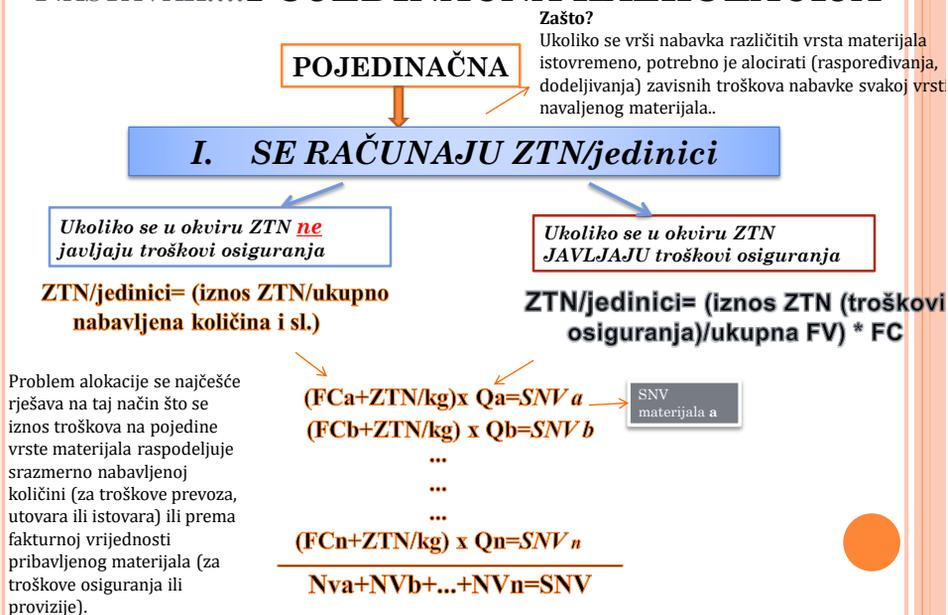 Zašto?
Ukoliko se vrši nabavka različitih vrsta materijala
istovremeno, potrebno je alocirati (raspoređivanja,
dodeljivanja) zavisnih troškova nabavke svakoj vrsti
navaljenog materijala..
POJEDINAČNA
I. SE RAČUNAJU ZTN/jedinici
Ukoliko se u okviru ZTN ne
javljaju troškovi osiguranja
Ukoliko se u okviru ZTN
JAVLJAJU troškovi osiguranja
ZTN/jedinici= (iznos ZTN/ukupno
nabavljena količina i sl.)
ZTN/jedinici= (iznos ZTN (troškovi
osiguranja)/ukupna FV) * FC
Problem alokacije se najčešće
rješava na taj način što se
iznos troškova na pojedine
vrste materijala raspodeljuje
srazmerno nabavljenoj
količini (za troškove prevoza,
utovara ili istovara) ili prema
fakturnoj vrijednosti
pribavljenog materijala (za
troškove osiguranja ili
provizije).
(FCa+ZTN/kg)x Qa=SNV a
SNV
materijala a
(FCb+ZTN/kg) x Qb=SNV b
...
...
...
(FCn+ZTN/kg) x Qn=SNV n
Nva+NVb+...+NVn=SNV